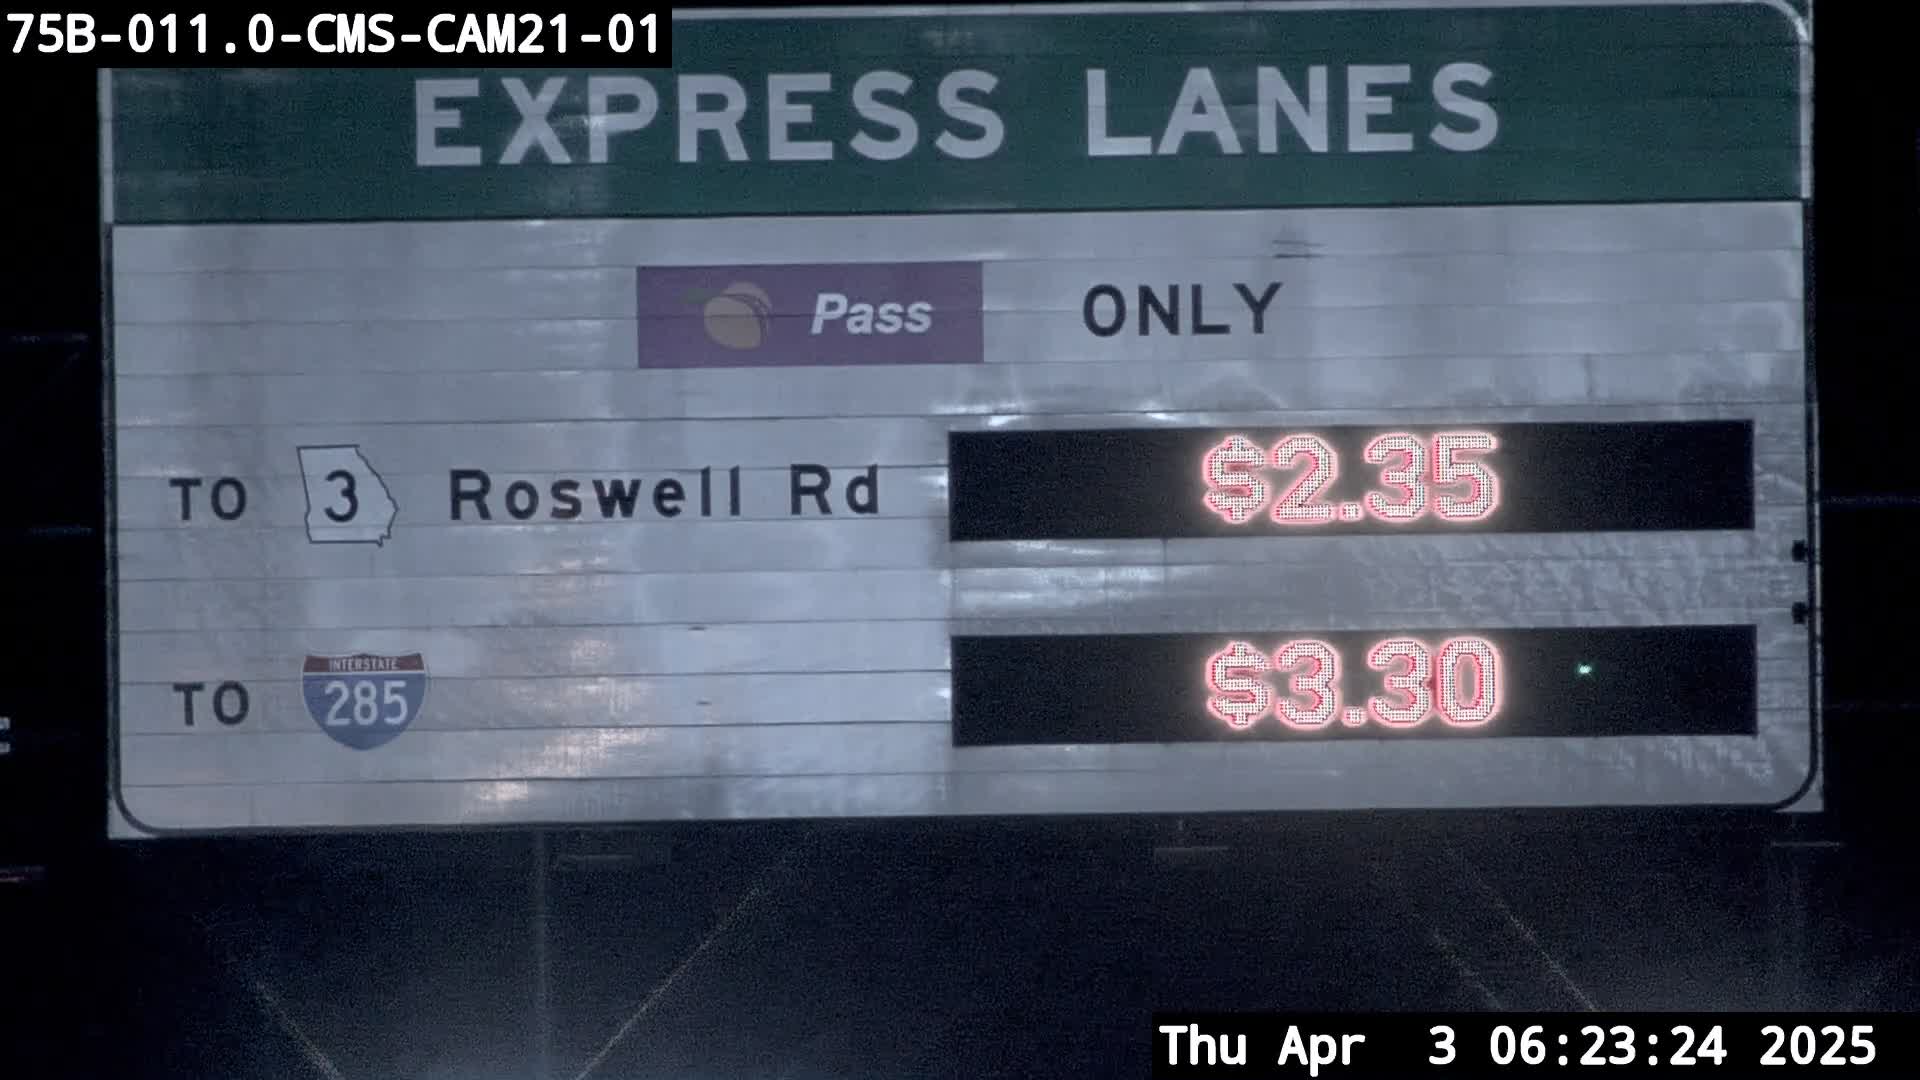 75B-011.0-CMS-CAM21-01
EXPRESS LANES
Pass ONLY
TO 3 Roswell Rd $2.35
INTERSTATE
TO 285 $3.30
Thu Apr 3 06:23:24 2025